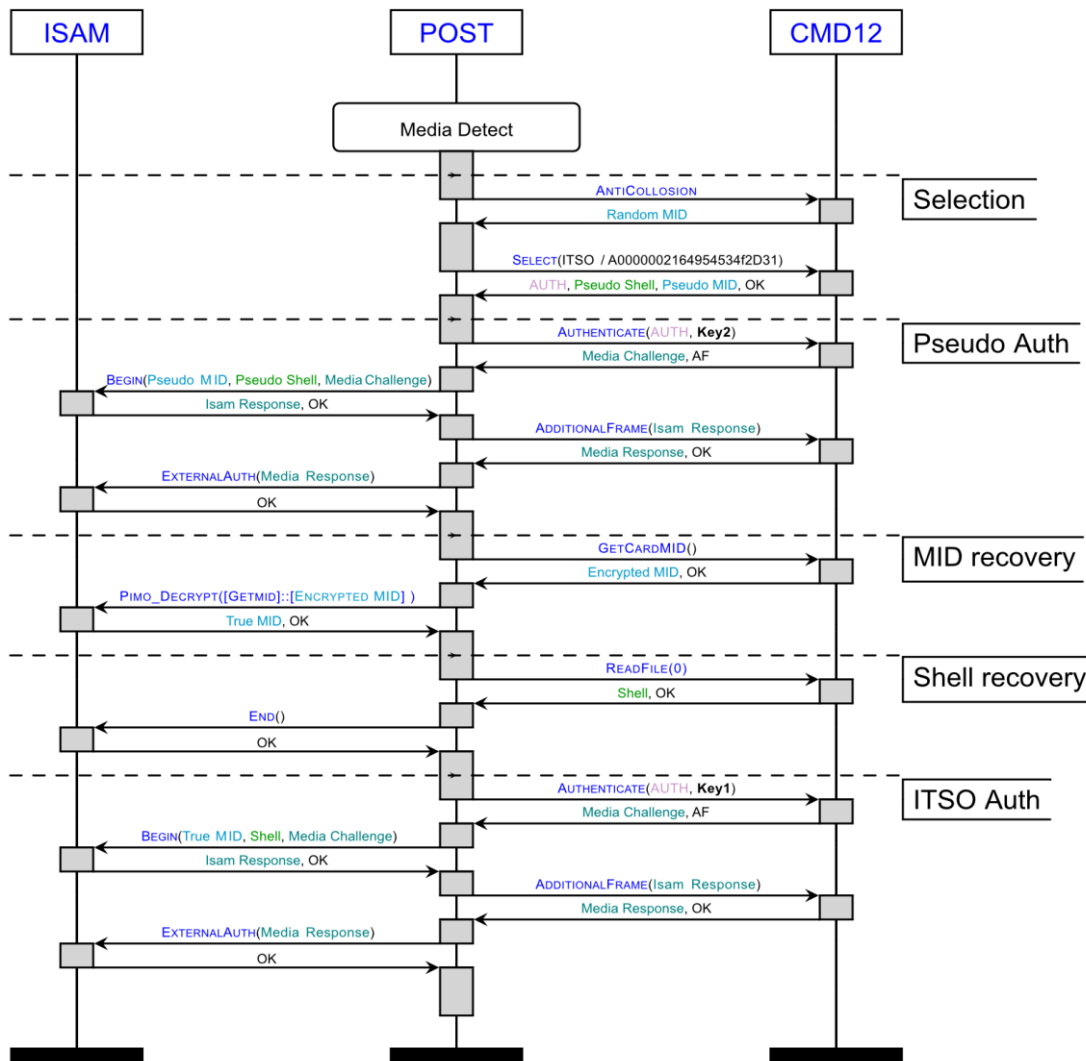 ISAM POST CMD12
Media Detect
AntiCollosion
Selection
Random MID
Select(ITSO / A0000002164954534f2D31)
AUTH, Pseudo Shell, Pseudo MID, OK
Authenticate(AUTH, Key2)
Pseudo Auth
Media Challenge, AF
Begin(Pseudo MID, Pseudo Shell, Media Challenge)
Isam Response, OK
AdditionalFrame(Isam Response)
Media Response, OK
ExternalAuth(Media Response)
OK
GetCardMID()
MID recovery
Encrypted MID, OK
Pimo_Decrypt([Getmid]::[Encrypted MID] )
True MID, OK
ReadFile(0)
Shell recovery
Shell, OK
End()
OK
Authenticate(AUTH, Key1)
ITSO Auth
Media Challenge, AF
Begin(True MID, Shell, Media Challenge)
Isam Response, OK
AdditionalFrame(Isam Response)
Media Response, OK
ExternalAuth(Media Response)
OK